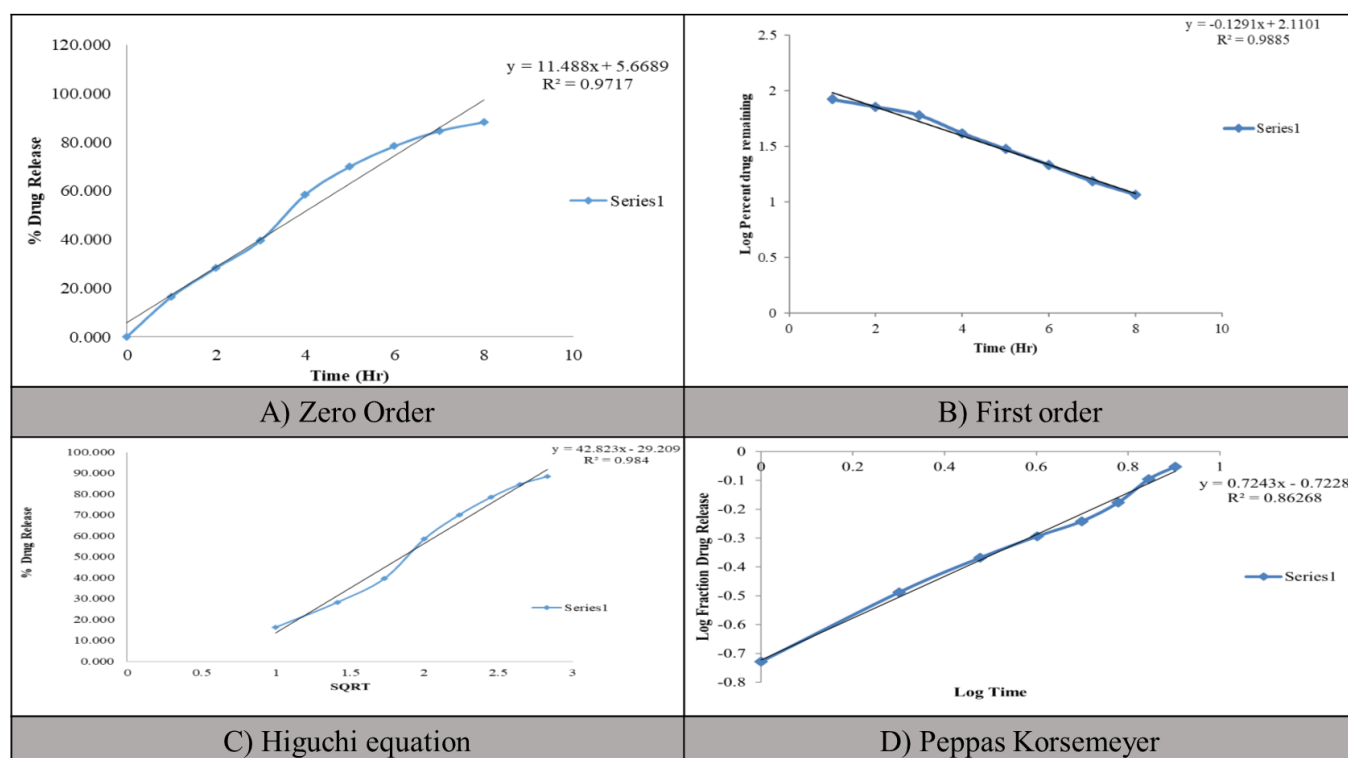 120.000
100.000
80.000
60.000
40.000
20.000
0.000
% Drug Release
y = 11.488x + 5.6689
R² = 0.9717
Series1
0 2 4 6 8 10
Time (Hr)
A) Zero Order
y = -0.1291x + 2.1101
R² = 0.9885
2.5
2
1.5
1
0.5
0
Log Percent drug remaining
Series1
0 2 4 6 8 10
Time (Hr)
B) First order
y = 42.823x - 29.209
R² = 0.984
100.000
90.000
80.000
70.000
60.000
50.000
40.000
30.000
20.000
10.000
0.000
% Drug Release
Series1
0 0.5 1 1.5 2 2.5 3
SQRT
C) Higuchi equation
0
-0.1
-0.2
-0.3
-0.4
-0.5
-0.6
-0.7
-0.8
0 0.2 0.4 0.6 0.8 1
Log Fraction Drug Release
y = 0.7243x - 0.7228
R² = 0.86268
Series1
Log Time
D) Peppas Korsemeyer